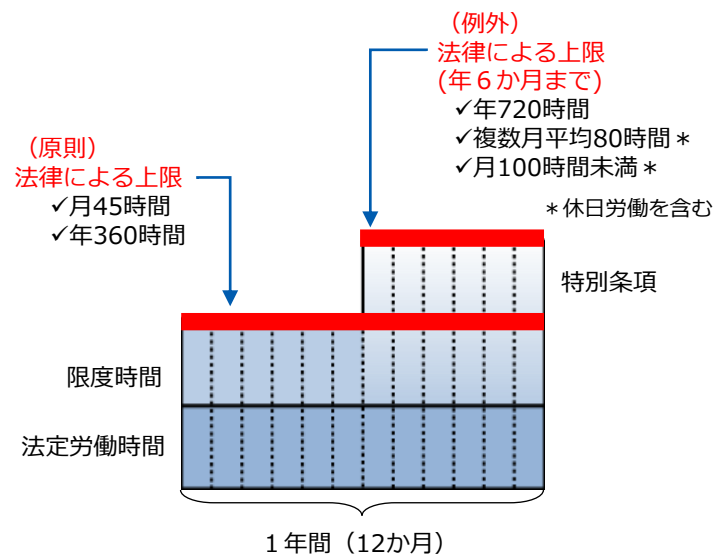 （例外）
法律による上限
(年６か月まで)
✓年720時間
✓複数月平均80時間＊
✓月100時間未満＊
＊休日労働を含む
（原則）
法律による上限
✓月45時間
✓年360時間
特別条項
限度時間
法定労働時間
１年間（12か月）